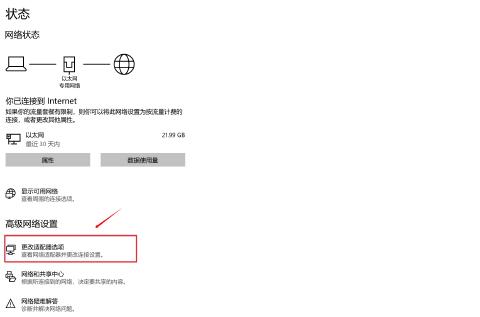 状态
网络状态
以太网
专用网络
你已连接到 Internet
如果你的流量套餐有限制，则你可以将此网络设置为按流量计费的
连接，或者更改其他属性。
以太网
21.99 GB
最近 30 天内
属性
数据使用量
显示可用网络
查看周围的连接选项。
高级网络设置
更改适配器选项
查看网络适配器并更改连接设置。
网络和共享中心
根据所连接到的网络，决定要共享的内容。
网络疑难解答
诊断并解决网络问题。